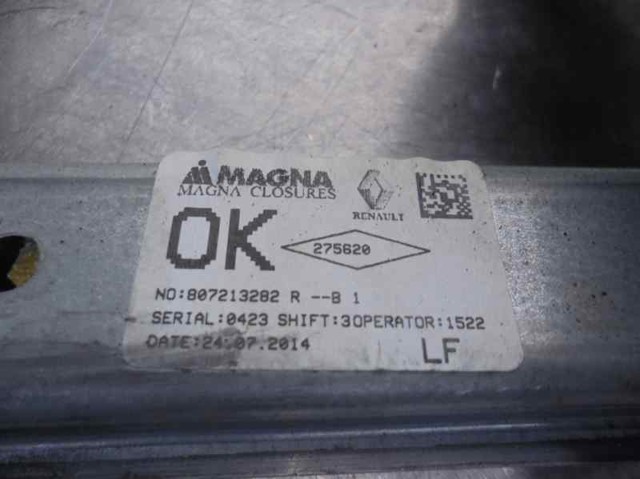 MAGNA
MAGNA CLOSURES
RENAULT
OK
275620
NO:807213282 R --B 1
SERIAL:0423 SHIFT:3OPERATOR:1522
DATE:24.07.2014
LF